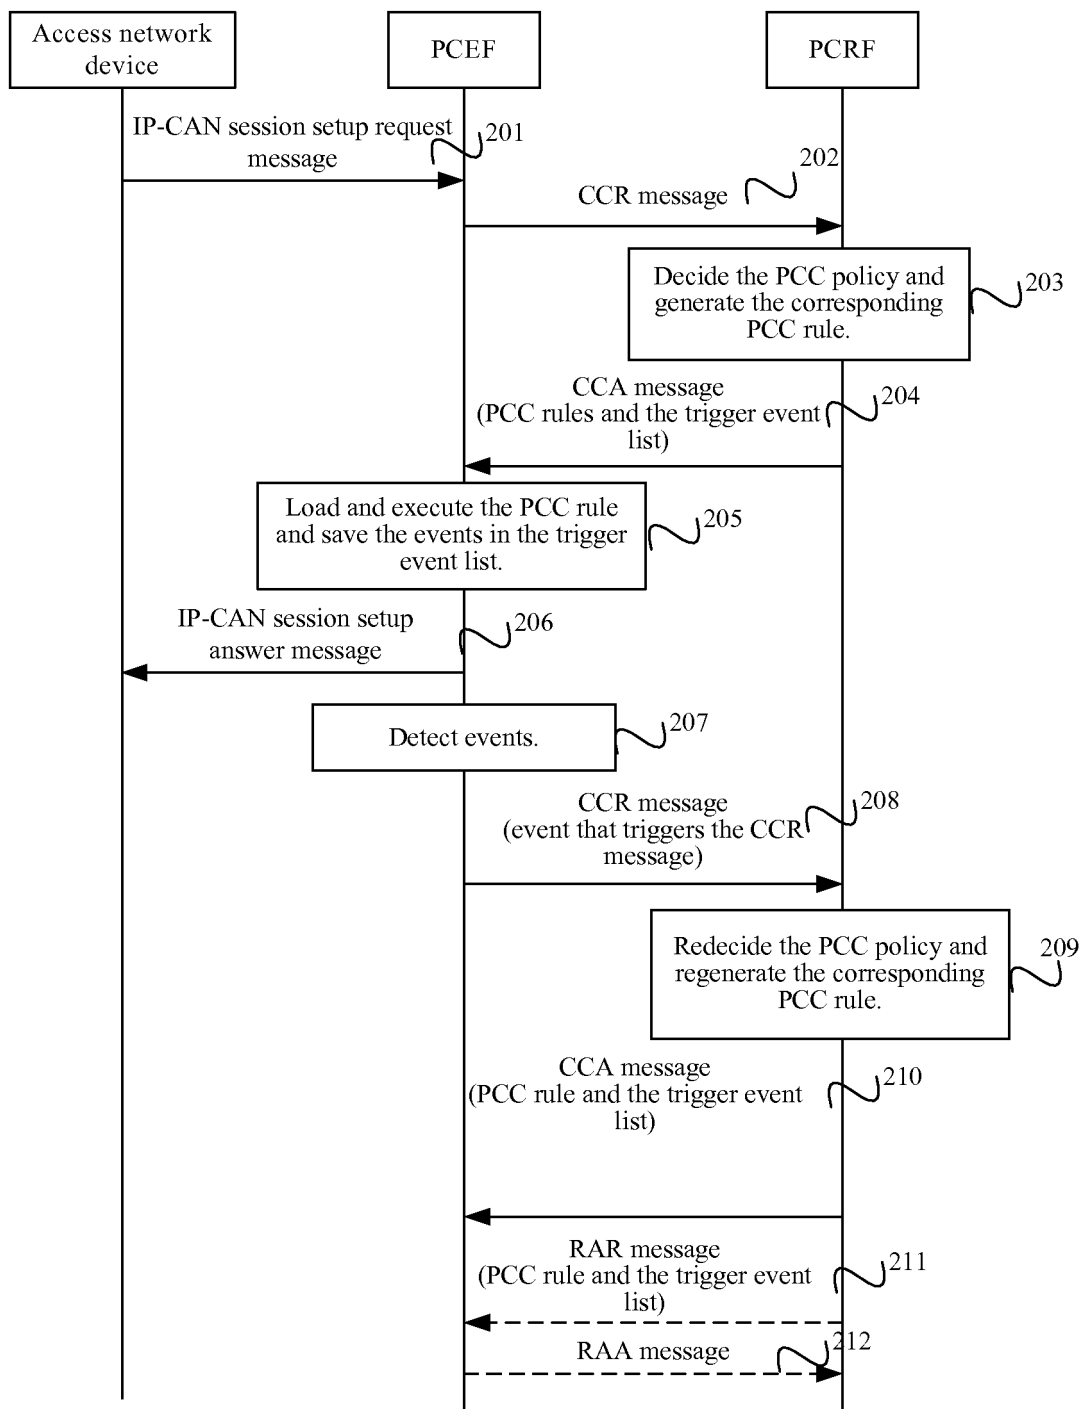 Access network
device
PCEF
PCRF
IP-CAN session setup request
message
201
202
CCR message
Decide the PCC policy and
generate the corresponding
PCC rule.
203
CCA message
(PCC rules and the trigger event
list)
204
Load and execute the PCC rule
and save the events in the trigger
event list.
205
IP-CAN session setup
answer message
206
Detect events.
207
CCR message
(event that triggers the CCR
message)
208
Redecide the PCC policy and
regenerate the corresponding
PCC rule.
209
CCA message
(PCC rule and the trigger event
list)
210
RAR message
(PCC rule and the trigger event
list)
211
RAA message
212